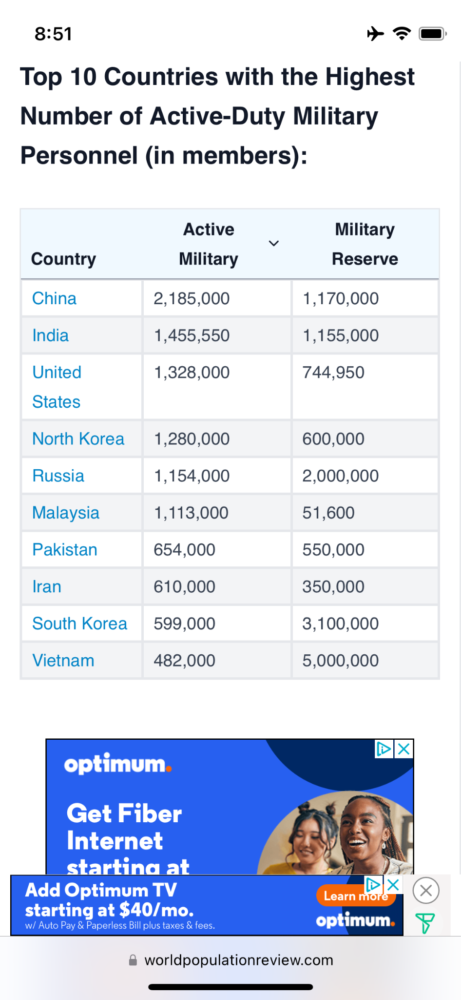 8:51
Top 10 Countries with the Highest
Number of Active-Duty Military
Personnel (in members):
Country Active Military Military Reserve
China 2,185,000 1,170,000
India 1,455,550 1,155,000
United States 1,328,000 744,950
North Korea 1,280,000 600,000
Russia 1,154,000 2,000,000
Malaysia 1,113,000 51,600
Pakistan 654,000 550,000
Iran 610,000 350,000
South Korea 599,000 3,100,000
Vietnam 482,000 5,000,000
optimum.
Get Fiber
Internet
starting at
Add Optimum TV
starting at $40/mo.
w/ Auto Pay & Paperless Bill plus taxes & fees.
Learn more
optimum.
worldpopulationreview.com